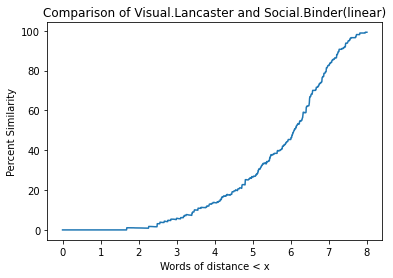 Comparison of Visual.Lancaster and Social.Binder(linear)
Percent Similarity
100
80
60
40
20
0
0 1 2 3 4 5 6 7 8
Words of distance < x